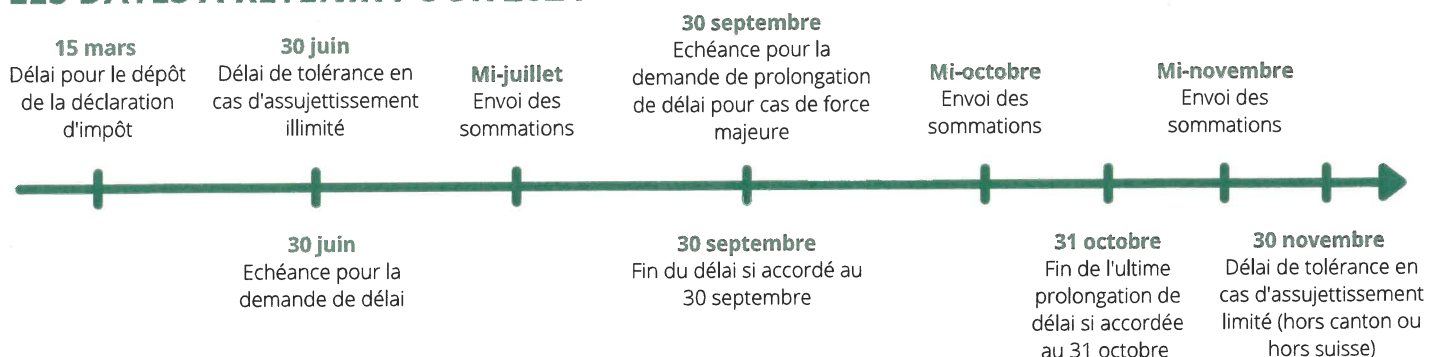 15 mars
Délai pour le dépôt
de la déclaration
d'impôt
30 juin
Délai de tolérance en
cas d'assujettissement
illimité
Mi-juillet
Envoi des
sommations
30 septembre
Echéance pour la
demande de prolongation
de délai pour cas de force
majeure
Mi-octobre
Envoi des
sommations
Mi-novembre
Envoi des
sommations
30 juin
Echéance pour la
demande de délai
30 septembre
Fin du délai si accordé au
30 septembre
31 octobre
Fin de l'ultime
prolongation de
délai si accordée
au 31 octobre
30 novembre
Délai de tolérance en
cas d'assujettissement
limité (hors canton ou
hors suisse)